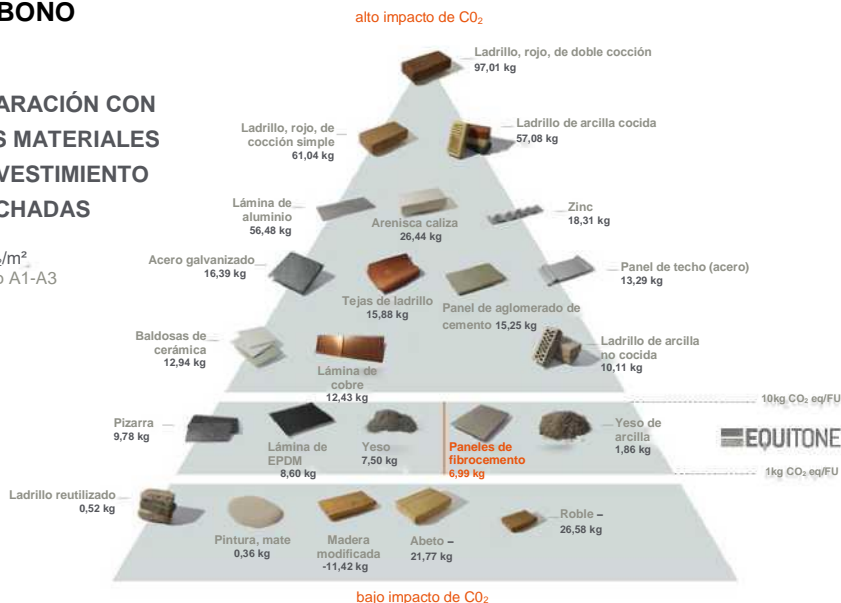 BONO
alto impacto de C0₂
ARACIÓN CON
S MATERIALES
VESTIMIENTO
CHADAS
/m²
o A1-A3
Ladrillo, rojo, de doble cocción
97,01 kg
Ladrillo, rojo, de
cocción simple
61,04 kg
Ladrillo de arcilla cocida
57,08 kg
Lámina de
aluminio
56,48 kg
Arenisca caliza
26,44 kg
Zinc
18,31 kg
Acero galvanizado
16,39 kg
Tejas de ladrillo
15,88 kg
Panel de aglomerado de
cemento 15,25 kg
Panel de techo (acero)
13,29 kg
Baldosas de
cerámica
12,94 kg
Lámina de
cobre
12,43 kg
Ladrillo de arcilla
no cocida
10,11 kg
10kg CO₂ eq/FU
Pizarra
9,78 kg
Lámina de
EPDM
8,60 kg
Yeso
7,50 kg
Paneles de
fibrocemento
6,99 kg
Yeso de
arcilla
1,86 kg
EQUITONE
1kg CO₂ eq/FU
Ladrillo reutilizado
0,52 kg
Pintura, mate
0,36 kg
Madera
modificada
-11,42 kg
Abeto –
21,77 kg
Roble –
26,58 kg
bajo impacto de C0₂